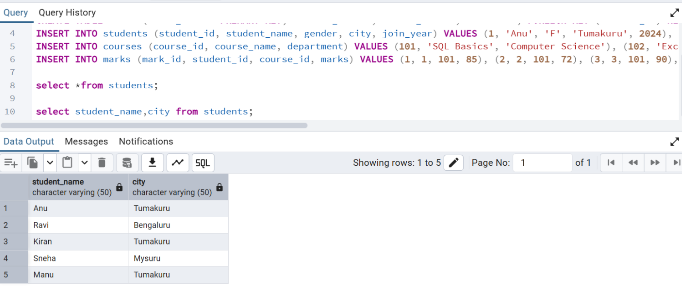 Query Query History
4 INSERT INTO students (student_id, student_name, gender, city, join_year) VALUES (1, 'Anu', 'F', 'Tumakuru', 2024),
5 INSERT INTO courses (course_id, course_name, department) VALUES (101, 'SQL Basics', 'Computer Science'), (102, 'Exc
6 INSERT INTO marks (mark_id, student_id, course_id, marks) VALUES (1, 1, 101, 85), (2, 2, 101, 72), (3, 3, 101, 90),
7
8 select *from students;
9
10 select student_name,city from students;
Data Output Messages Notifications
SQL Showing rows: 1 to 5 Page No: 1 of 1
student_name city
character varying (50) character varying (50)
1 Anu Tumakuru
2 Ravi Bengaluru
3 Kiran Tumakuru
4 Sneha Mysuru
5 Manu Tumakuru